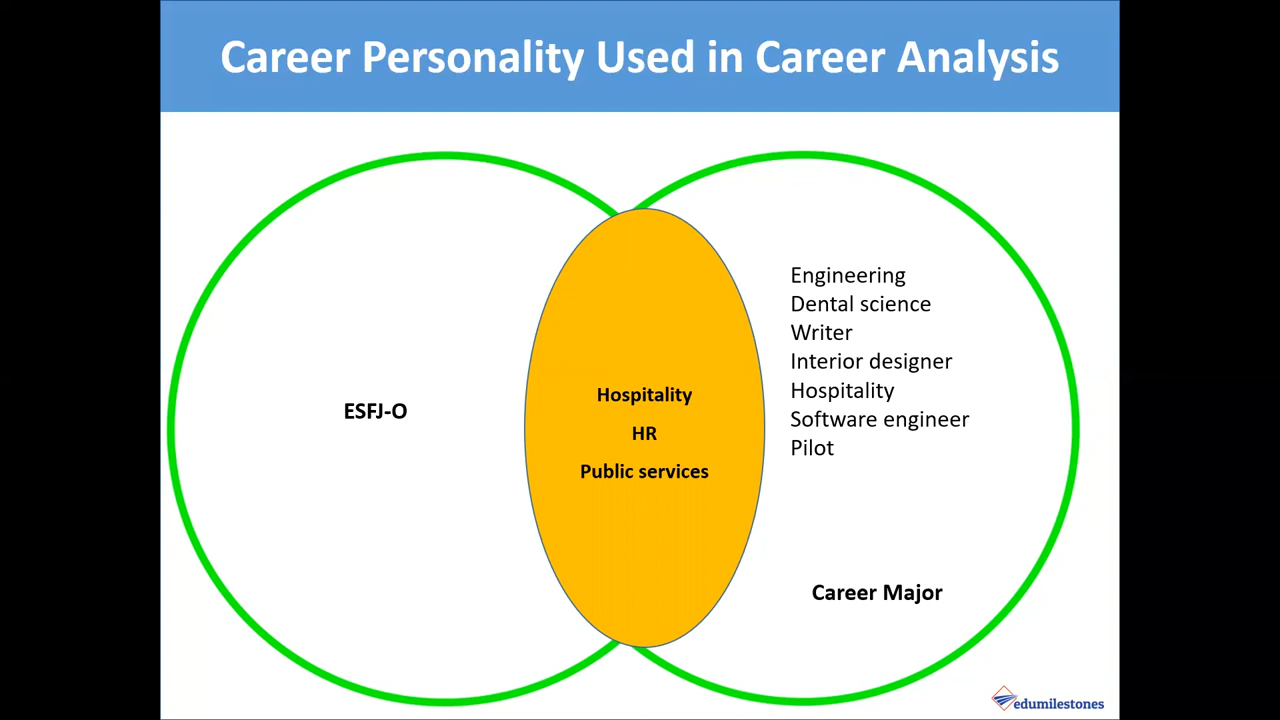 Career Personality Used in Career Analysis
ESFJ-O
Hospitality
HR
Public services
Engineering
Dental science
Writer
Interior designer
Hospitality
Software engineer
Pilot
Career Major
edumilestones